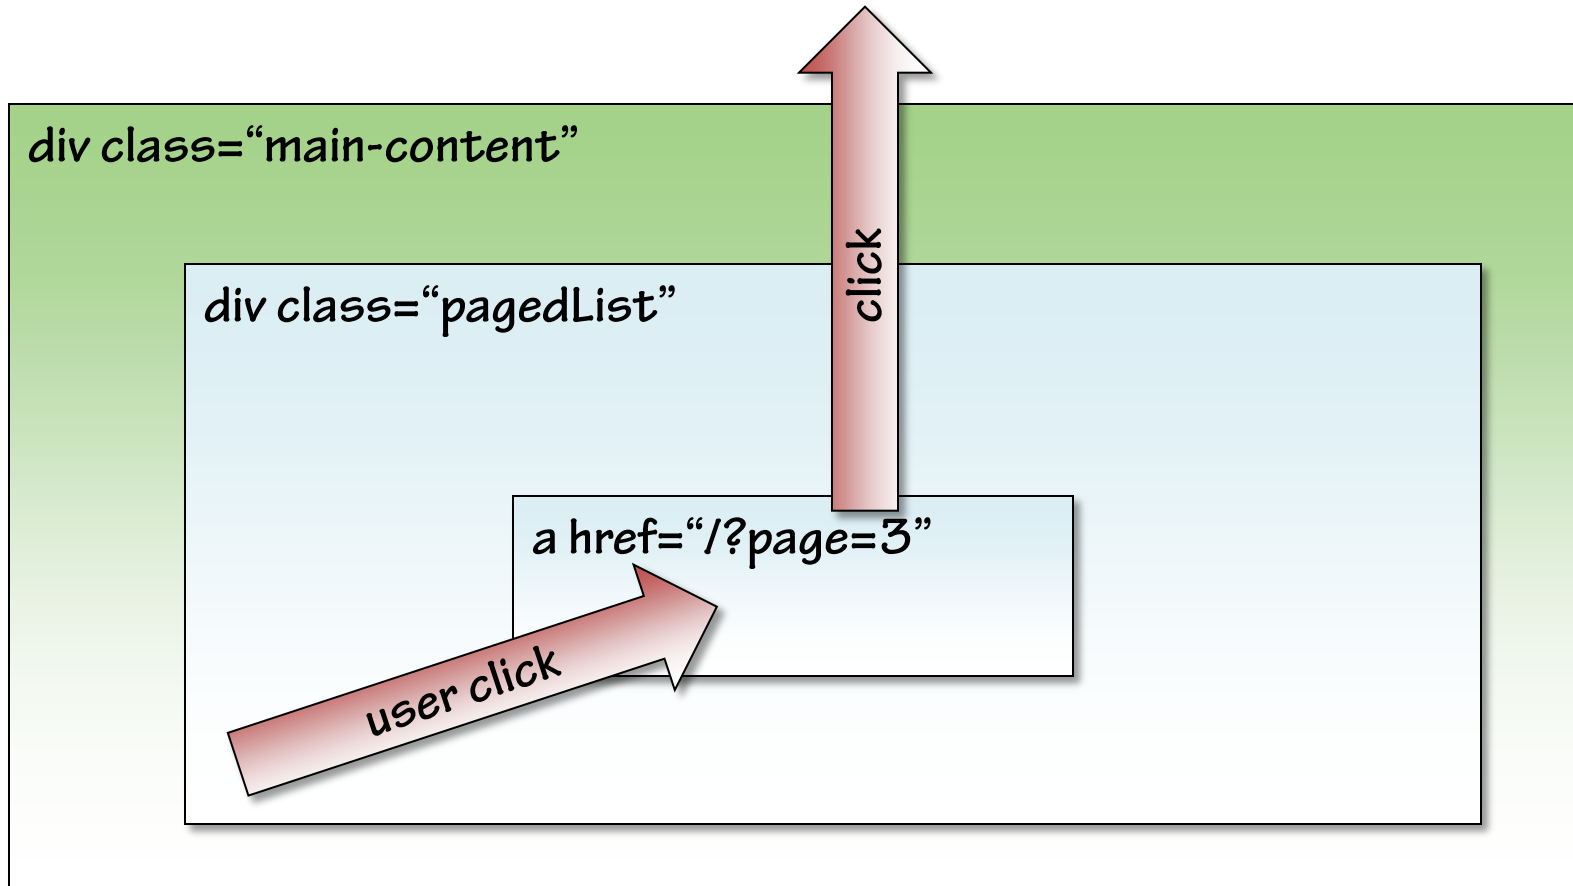 div class=“main-content”
click
div class=“pagedList”
a href=“/?page=3”
user click